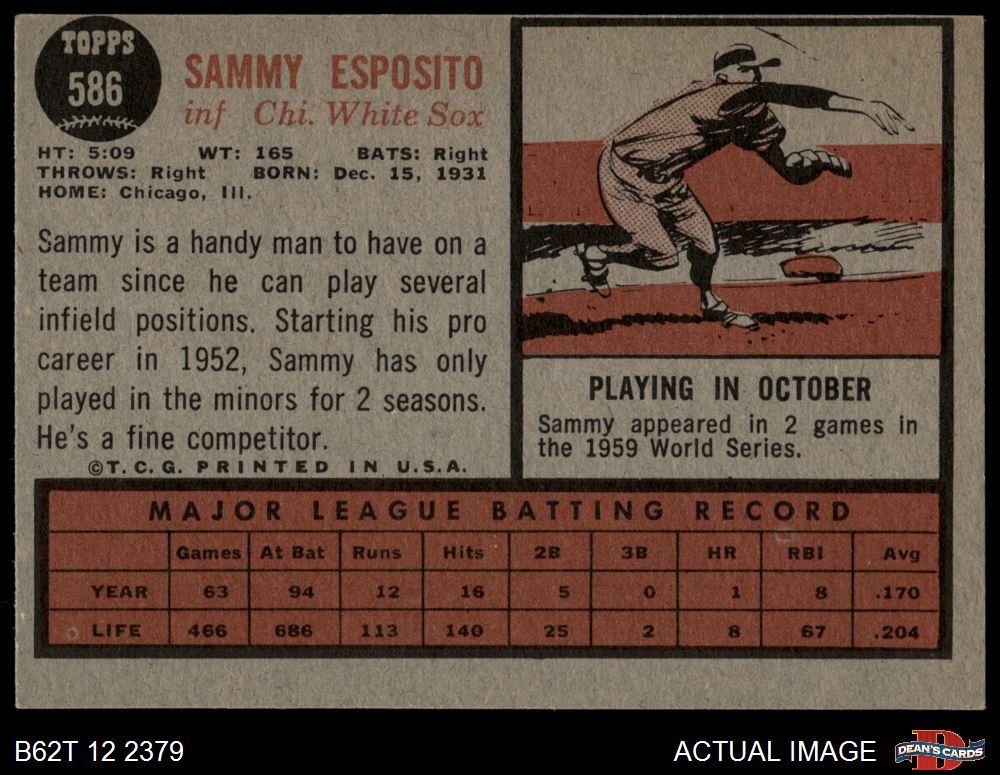 TOPPS
586
SAMMY ESPOSITO
inf Chi. White Sox
HT: 5:09 WT: 165 BATS: Right
THROWS: Right BORN: Dec. 15, 1931
HOME: Chicago, Ill.
Sammy is a handy man to have on a
team since he can play several
infield positions. Starting his pro
career in 1952, Sammy has only
played in the minors for 2 seasons.
He's a fine competitor.
©T.C.G. PRINTED IN U.S.A.
PLAYING IN OCTOBER
Sammy appeared in 2 games in
the 1959 World Series.
MAJOR LEAGUE BATTING RECORD
Games At Bat Runs Hits 2B 3B HR RBI Avg
YEAR 63 94 12 16 5 0 1 8 .170
LIFE 466 686 113 140 25 2 8 67 .204
B62T 12 2379
ACTUAL IMAGE
D
DEAN'S CARDS